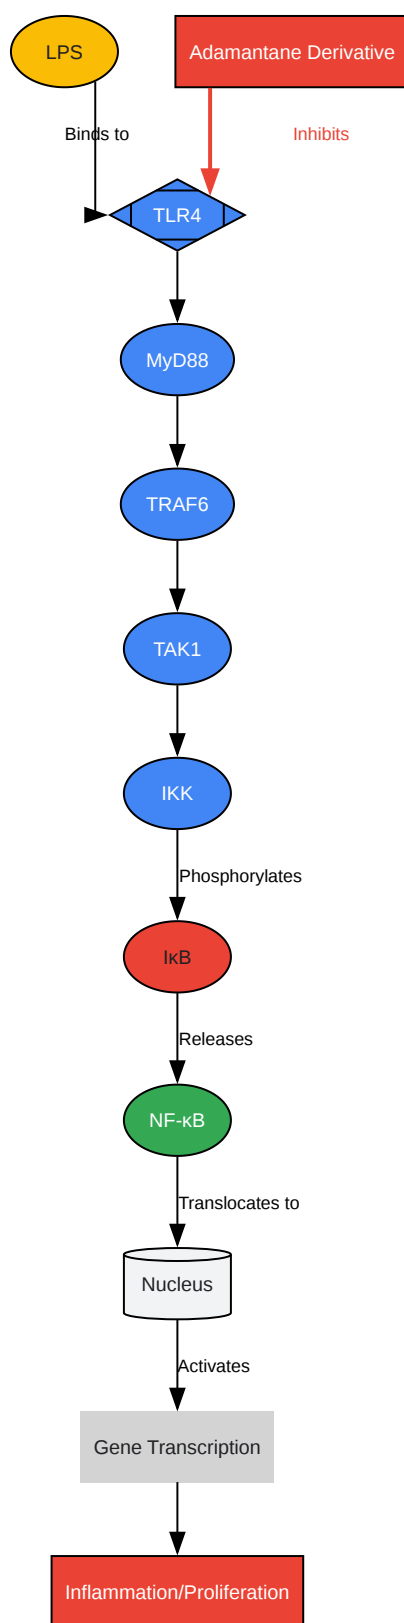 LPS
Adamantane Derivative
Binds to
Inhibits
TLR4
MyD88
TRAF6
TAK1
IKK
Phosphorylates
IκB
Releases
NF-κB
Translocates to
Nucleus
Activates
Gene Transcription
Inflammation/Proliferation